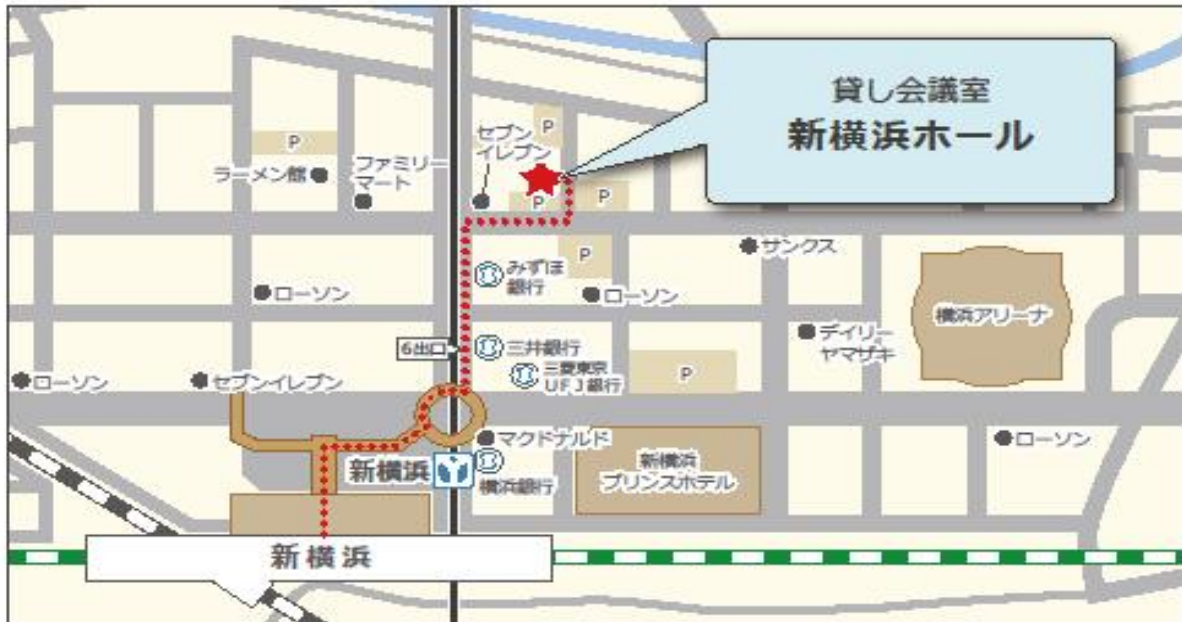 貸し会議室
新横浜ホール
P
セブン
イレブン
P
ラーメン館
ファミリー
マート
P
P
サンクス
みずほ
銀行
P
ローソン
ローソン
横浜アリーナ
デイリー
ヤマザキ
6出口
三井銀行
三菱東京
UFJ銀行
P
ローソン
セブンイレブン
マクドナルド
ローソン
新横浜
横浜銀行
新横浜
プリンスホテル
新横浜